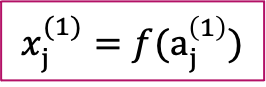 x_j^(1) = f(a_j^(1))